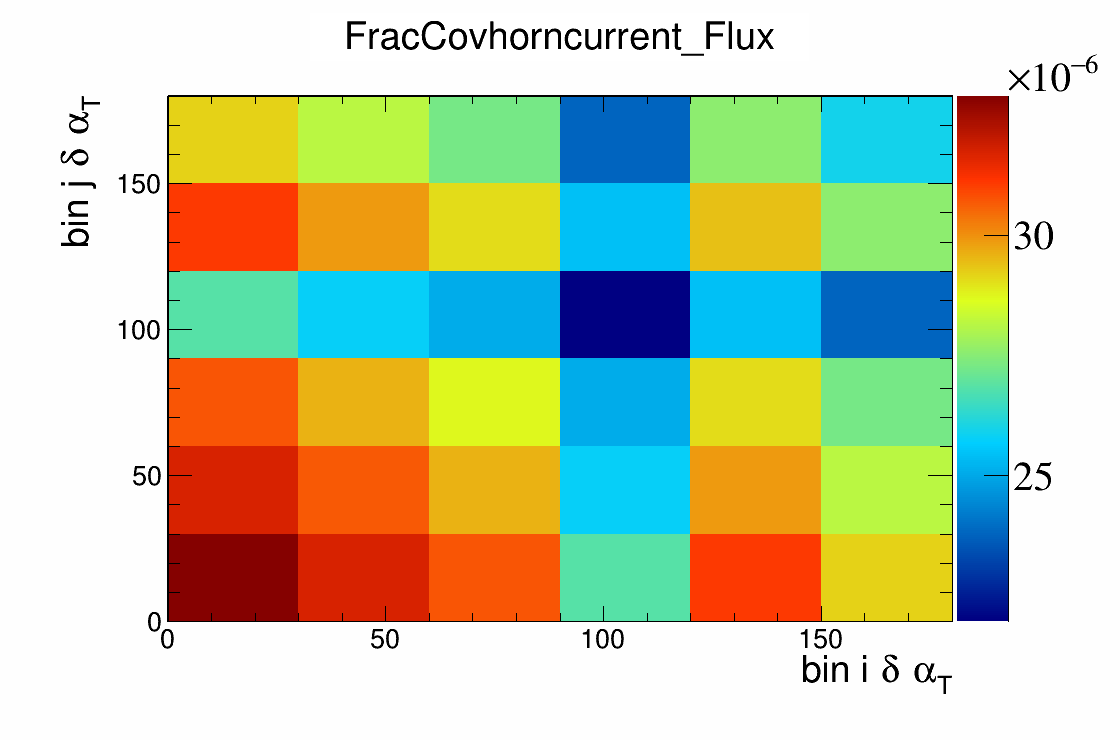 FracCovhorncurrent_Flux
×10⁻⁶
bin j δ α_T
150
100
50
0
0 50 100 150
bin i δ α_T
30
25